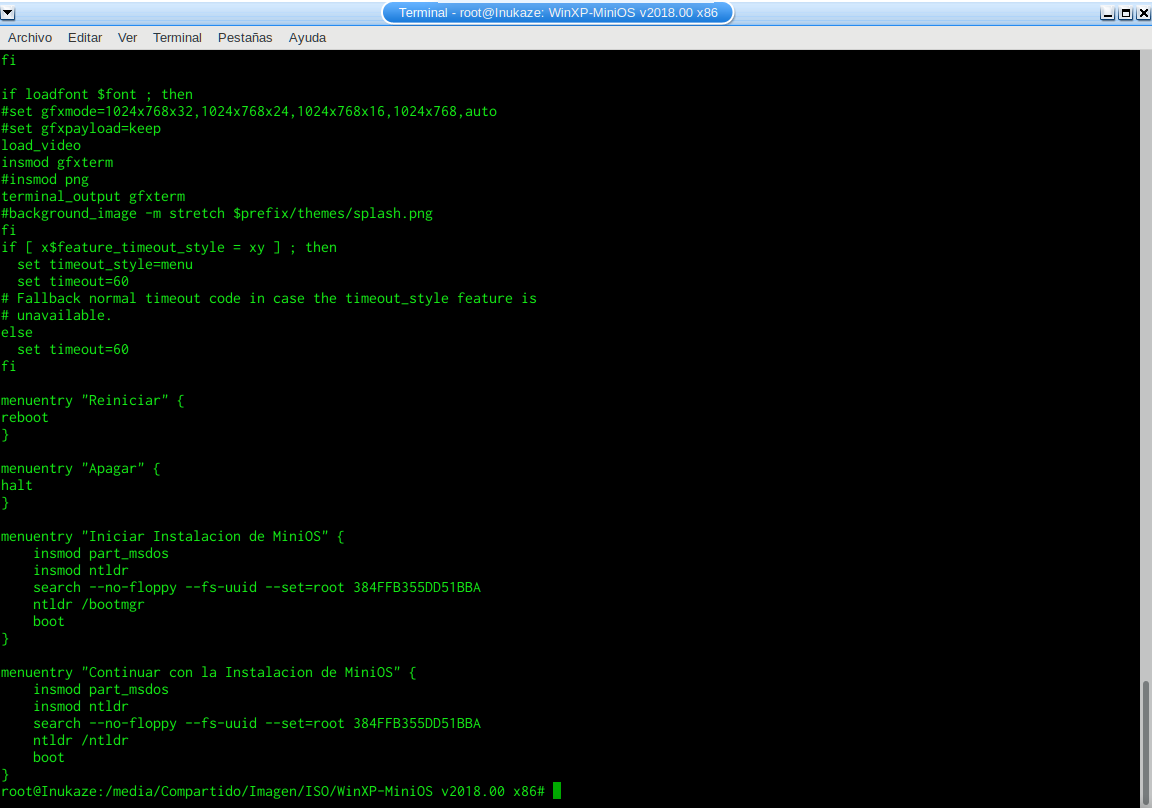 Terminal - root@Inukaze: WinXP-MiniOS v2018.00 x86
Archivo Editar Ver Terminal Pestañas Ayuda
fi

if loadfont $font ; then
#set gfxmode=1024x768x32,1024x768x24,1024x768x16,1024x768,auto
#set gfxpayload=keep
load_video
insmod gfxterm
#insmod png
terminal_output gfxterm
#background_image -m stretch $prefix/themes/splash.png
fi
if [ x$feature_timeout_style = xy ] ; then
  set timeout_style=menu
  set timeout=60
# Fallback normal timeout code in case the timeout_style feature is
# unavailable.
else
  set timeout=60
fi

menuentry "Reiniciar" {
reboot
}

menuentry "Apagar" {
halt
}

menuentry "Iniciar Instalacion de MiniOS" {
    insmod part_msdos
    insmod ntldr
    search --no-floppy --fs-uuid --set=root 384FFB355DD51BBA
    ntldr /bootmgr
    boot
}

menuentry "Continuar con la Instalacion de MiniOS" {
    insmod part_msdos
    insmod ntldr
    search --no-floppy --fs-uuid --set=root 384FFB355DD51BBA
    ntldr /ntldr
    boot
}
root@Inukaze:/media/Compartido/Imagen/ISO/WinXP-MiniOS v2018.00 x86#